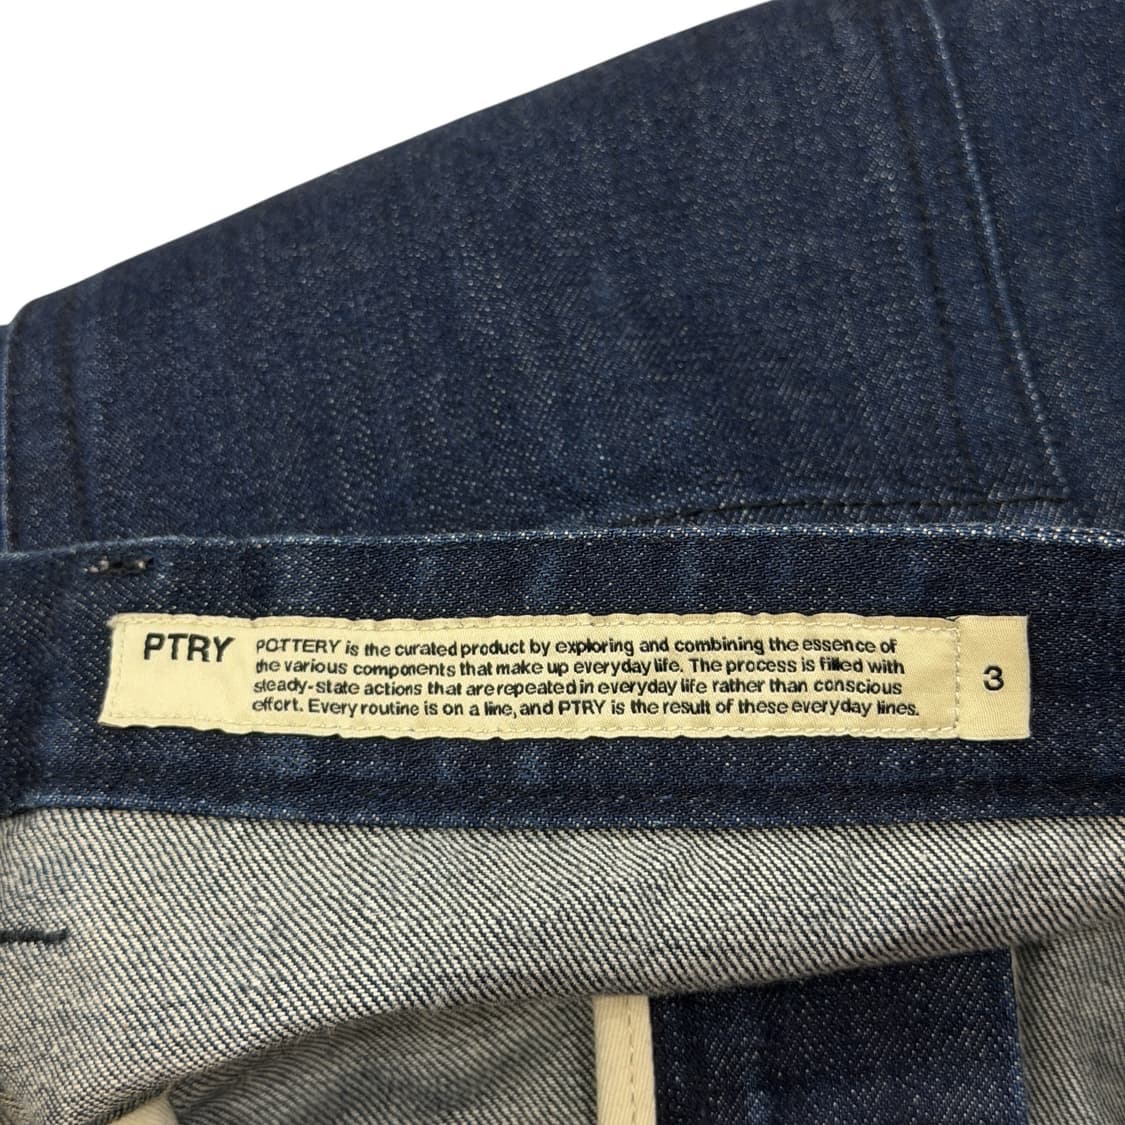 PTRY
POTTERY is the curated product by exploring and combining the essence of
the various components that make up everyday life. The process is filled with
steady-state actions that are repeated in everyday life rather than conscious
effort. Every routine is on a line, and PTRY is the result of these everyday lines.
3